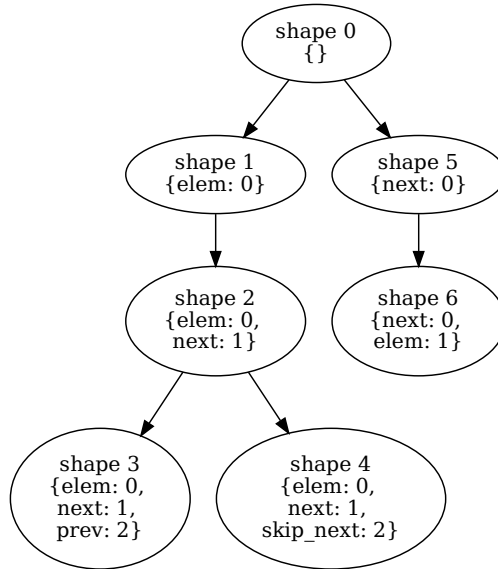 shape 0
{}
shape 1
{elem: 0}
shape 5
{next: 0}
shape 2
{elem: 0,
next: 1}
shape 6
{next: 0,
elem: 1}
shape 3
{elem: 0,
next: 1,
prev: 2}
shape 4
{elem: 0,
next: 1,
skip_next: 2}